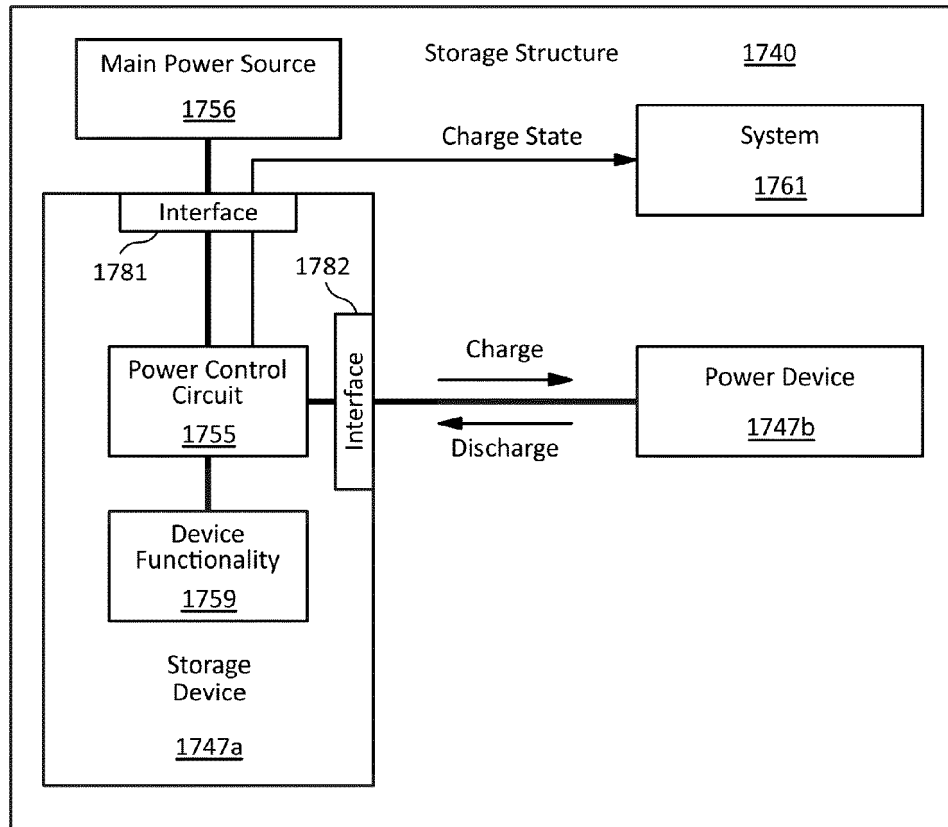 Main Power Source
1756
Storage Structure 1740
Charge State
System
1761
Interface
1781
1782
Interface
Power Control
Circuit
1755
Charge
Discharge
Power Device
1747b
Device
Functionality
1759
Storage
Device
1747a